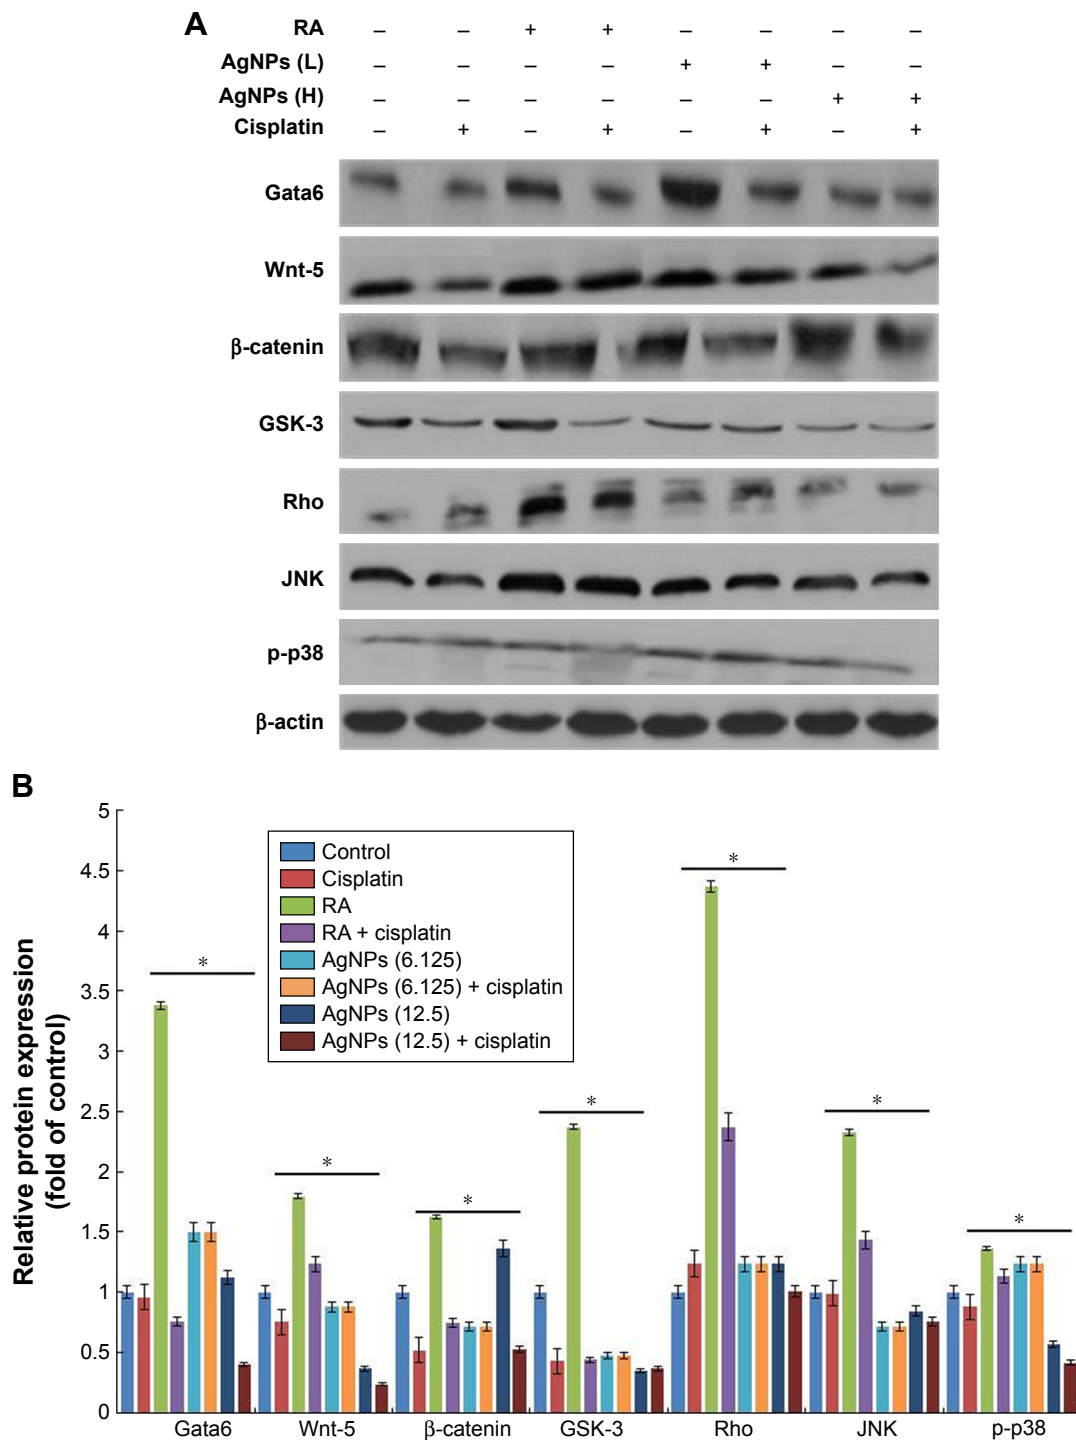 A
RA – – + + – – – –
AgNPs (L) – – – – + + – –
AgNPs (H) – – – – – – + +
Cisplatin – + – + – + – +
Gata6
Wnt-5
β-catenin
GSK-3
Rho
JNK
p-p38
β-actin
B
Relative protein expression
(fold of control)
5
4.5
4
3.5
3
2.5
2
1.5
1
0.5
0
Control
Cisplatin
RA
RA + cisplatin
AgNPs (6.125)
AgNPs (6.125) + cisplatin
AgNPs (12.5)
AgNPs (12.5) + cisplatin
* * * * * * *
Gata6 Wnt-5 β-catenin GSK-3 Rho JNK p-p38